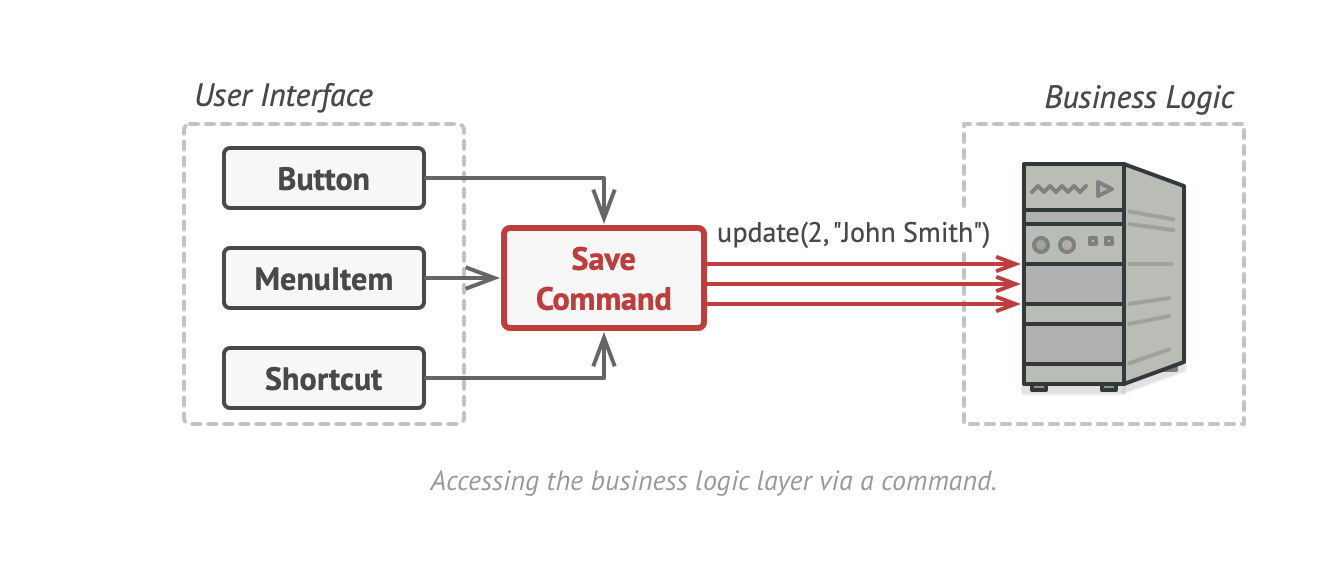 User Interface
Business Logic
Button
MenuItem
Shortcut
Save
Command
update(2, "John Smith")
Accessing the business logic layer via a command.